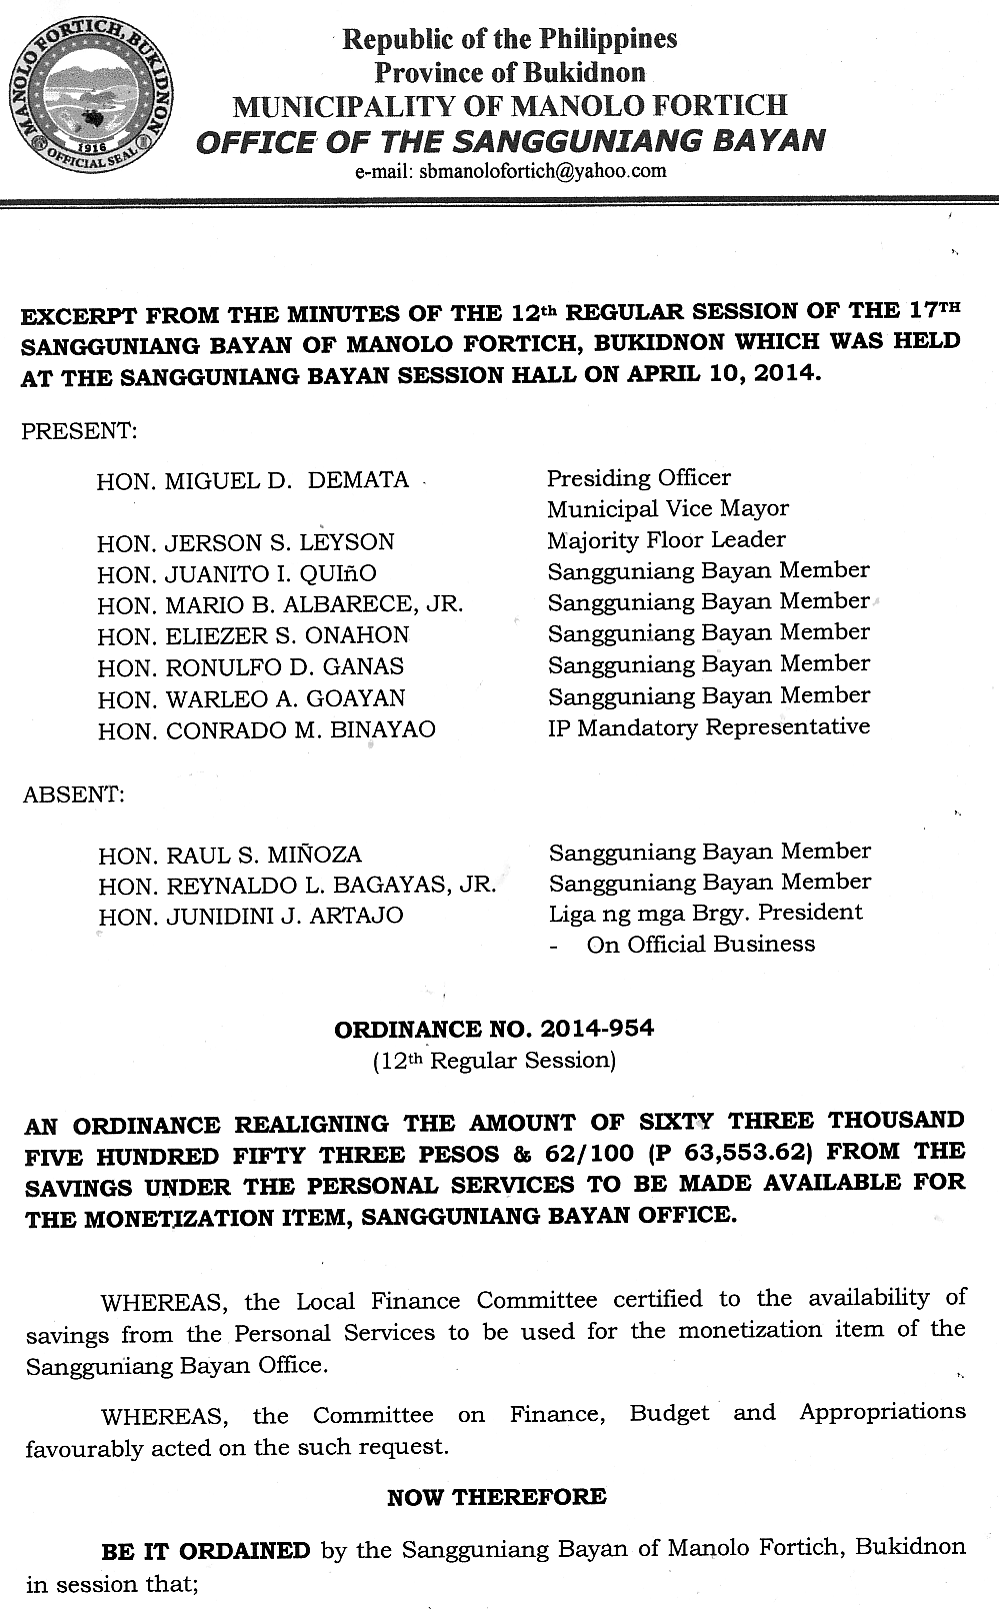 MANOLO FORTICH, BUKIDNON
1916
OFFICIAL SEAL
Republic of the Philippines
Province of Bukidnon
MUNICIPALITY OF MANOLO FORTICH
OFFICE OF THE SANGGUNIANG BAYAN
e-mail: sbmanolofortich@yahoo.com
EXCERPT FROM THE MINUTES OF THE 12th REGULAR SESSION OF THE 17TH
SANGGUNIANG BAYAN OF MANOLO FORTICH, BUKIDNON WHICH WAS HELD
AT THE SANGGUNIANG BAYAN SESSION HALL ON APRIL 10, 2014.
PRESENT:
HON. MIGUEL D. DEMATA Presiding Officer
Municipal Vice Mayor
HON. JERSON S. LEYSON Majority Floor Leader
HON. JUANITO I. QUIñO Sangguniang Bayan Member
HON. MARIO B. ALBARECE, JR. Sangguniang Bayan Member
HON. ELIEZER S. ONAHON Sangguniang Bayan Member
HON. RONULFO D. GANAS Sangguniang Bayan Member
HON. WARLEO A. GOAYAN Sangguniang Bayan Member
HON. CONRADO M. BINAYAO IP Mandatory Representative
ABSENT:
HON. RAUL S. MIÑOZA Sangguniang Bayan Member
HON. REYNALDO L. BAGAYAS, JR. Sangguniang Bayan Member
HON. JUNIDINI J. ARTAJO Liga ng mga Brgy. President
- On Official Business
ORDINANCE NO. 2014-954
(12th Regular Session)
AN ORDINANCE REALIGNING THE AMOUNT OF SIXTY THREE THOUSAND
FIVE HUNDRED FIFTY THREE PESOS & 62/100 (P 63,553.62) FROM THE
SAVINGS UNDER THE PERSONAL SERVICES TO BE MADE AVAILABLE FOR
THE MONETIZATION ITEM, SANGGUNIANG BAYAN OFFICE.
WHEREAS, the Local Finance Committee certified to the availability of
savings from the Personal Services to be used for the monetization item of the
Sangguniang Bayan Office.
WHEREAS, the Committee on Finance, Budget and Appropriations
favourably acted on the such request.
NOW THEREFORE
BE IT ORDAINED by the Sangguniang Bayan of Manolo Fortich, Bukidnon
in session that;